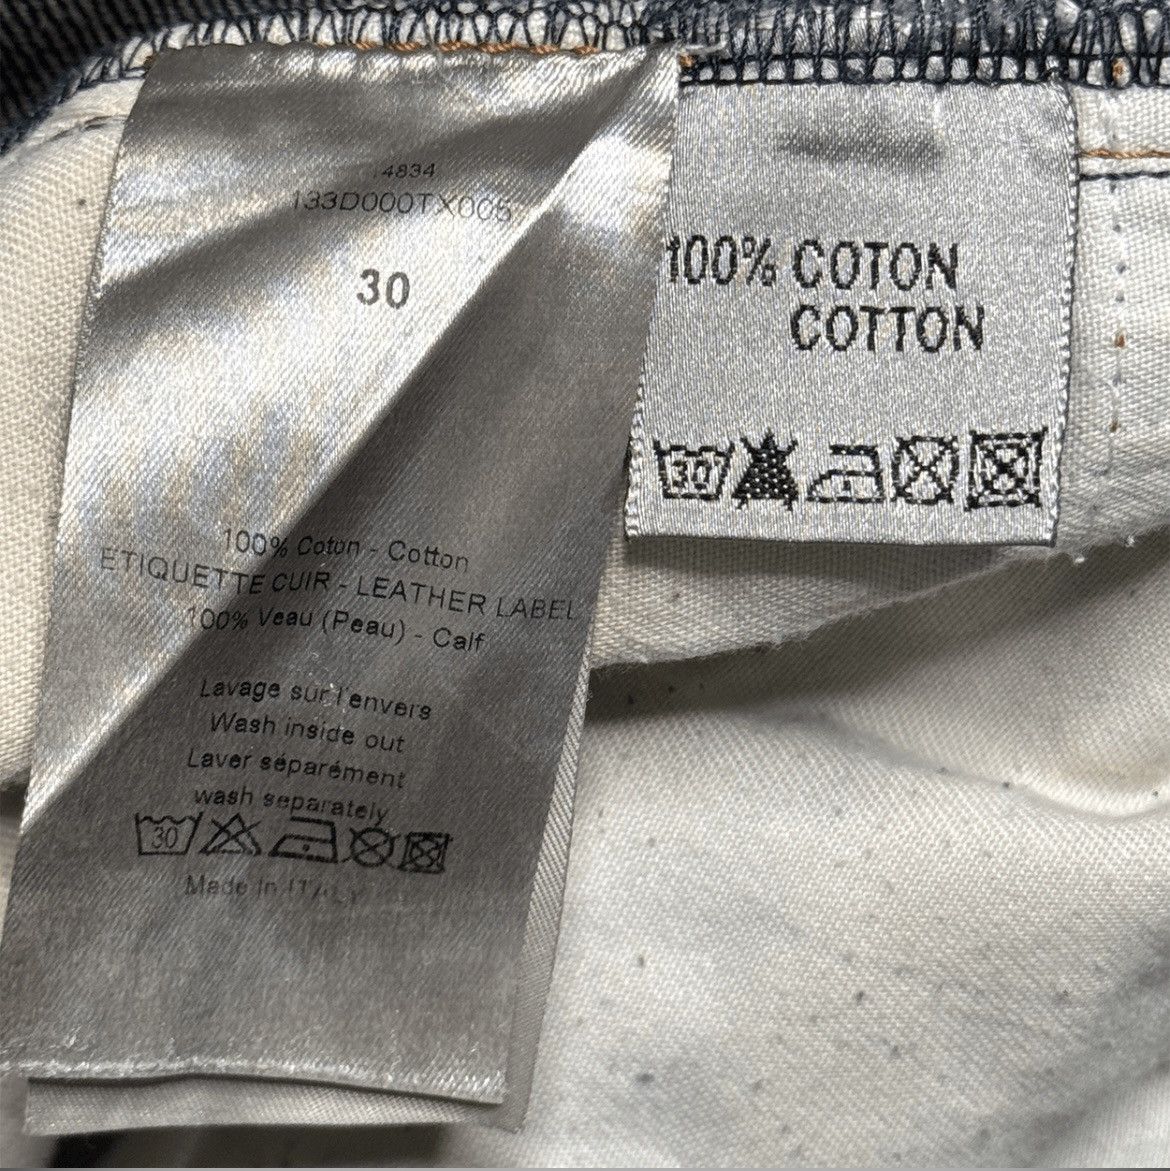 4834
133D000TX005
30
100% Coton - Cotton
ETIQUETTE CUIR - LEATHER LABEL
100% Veau (Peau) - Calf
Lavage sur l'envers
Wash inside out
Laver séparément
wash separately
30
Made in ITALY
100% COTON
COTTON
30